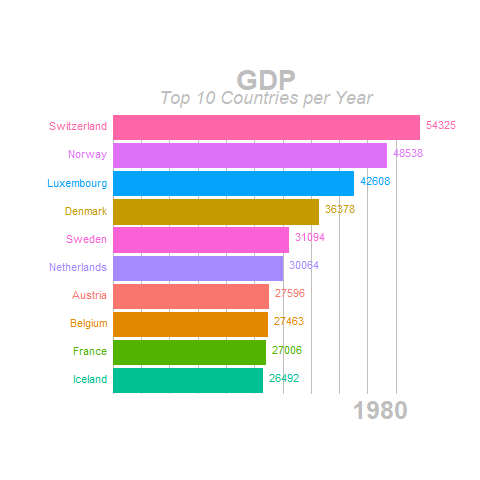 GDP
Top 10 Countries per Year
Switzerland 54325
Norway 48538
Luxembourg 42608
Denmark 36378
Sweden 31094
Netherlands 30064
Austria 27596
Belgium 27463
France 27006
Iceland 26492
1980